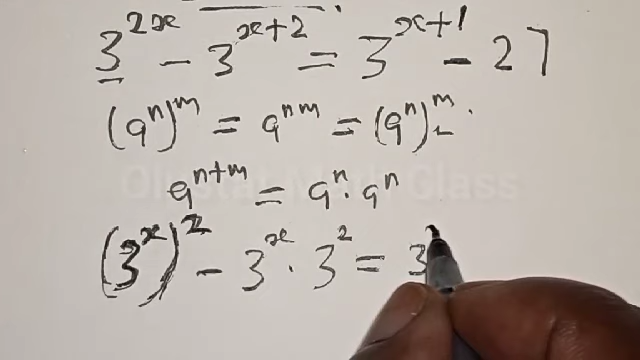 3^{2x} - 3^{x+2} = 3^{x+1} - 27
(a^n)^m = a^{nm} = (a^n)^m.
a^{n+m} = a^n · a^n
(3^x)^2 - 3^x · 3^2 = 3